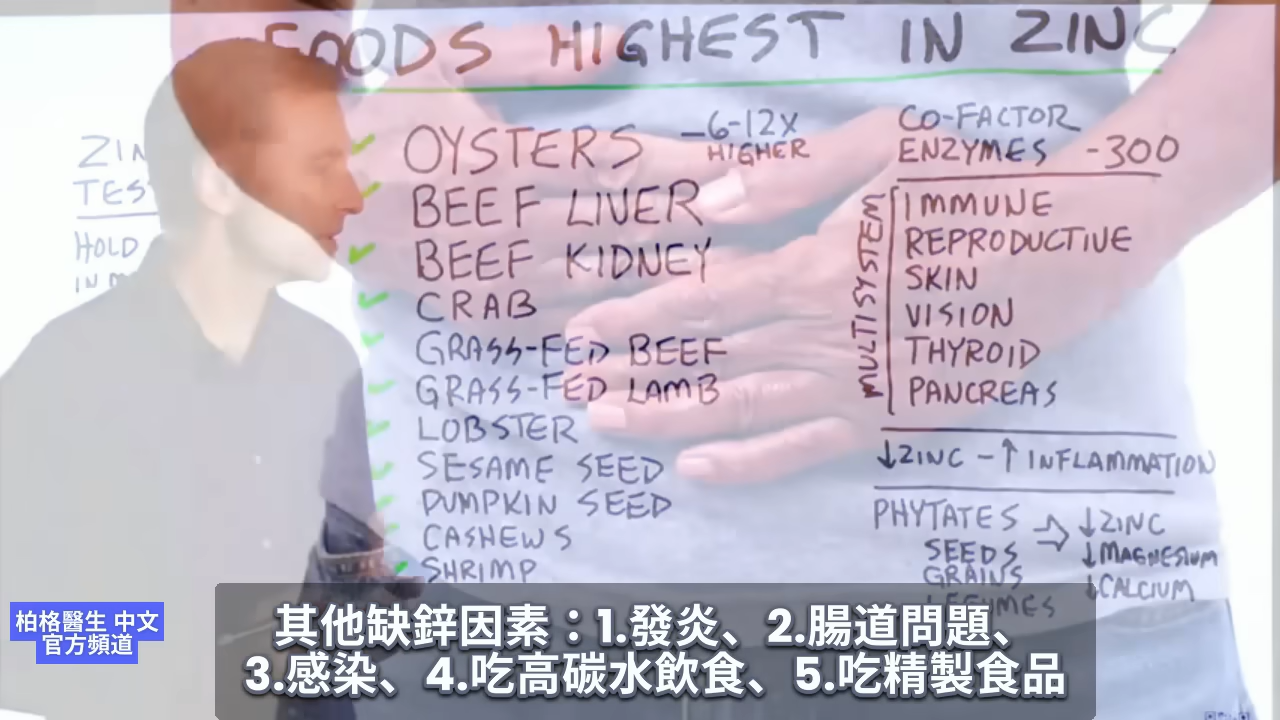 FOODS HIGHEST IN ZINC
ZIN
TES
HOLD
IN M
OYSTERS -6-12X HIGHER
BEEF LIVER
BEEF KIDNEY
CRAB
GRASS-FED BEEF
GRASS-FED LAMB
LOBSTER
SESAME SEED
PUMPKIN SEED
CASHEWS
SHRIMP
CO-FACTOR
ENZYMES -300
MULTISYSTEM
IMMUNE
REPRODUCTIVE
SKIN
VISION
THYROID
PANCREAS
↓ZINC - ↑INFLAMMATION
PHYTATES ⇒ ↓ZINC
SEEDS ↓MAGNESIUM
GRAINS ↓CALCIUM
LEGUMES
柏格醫生 中文
官方頻道
其他缺鋅因素：1.發炎、2.腸道問題、
3.感染、4.吃高碳水飲食、5.吃精製食品